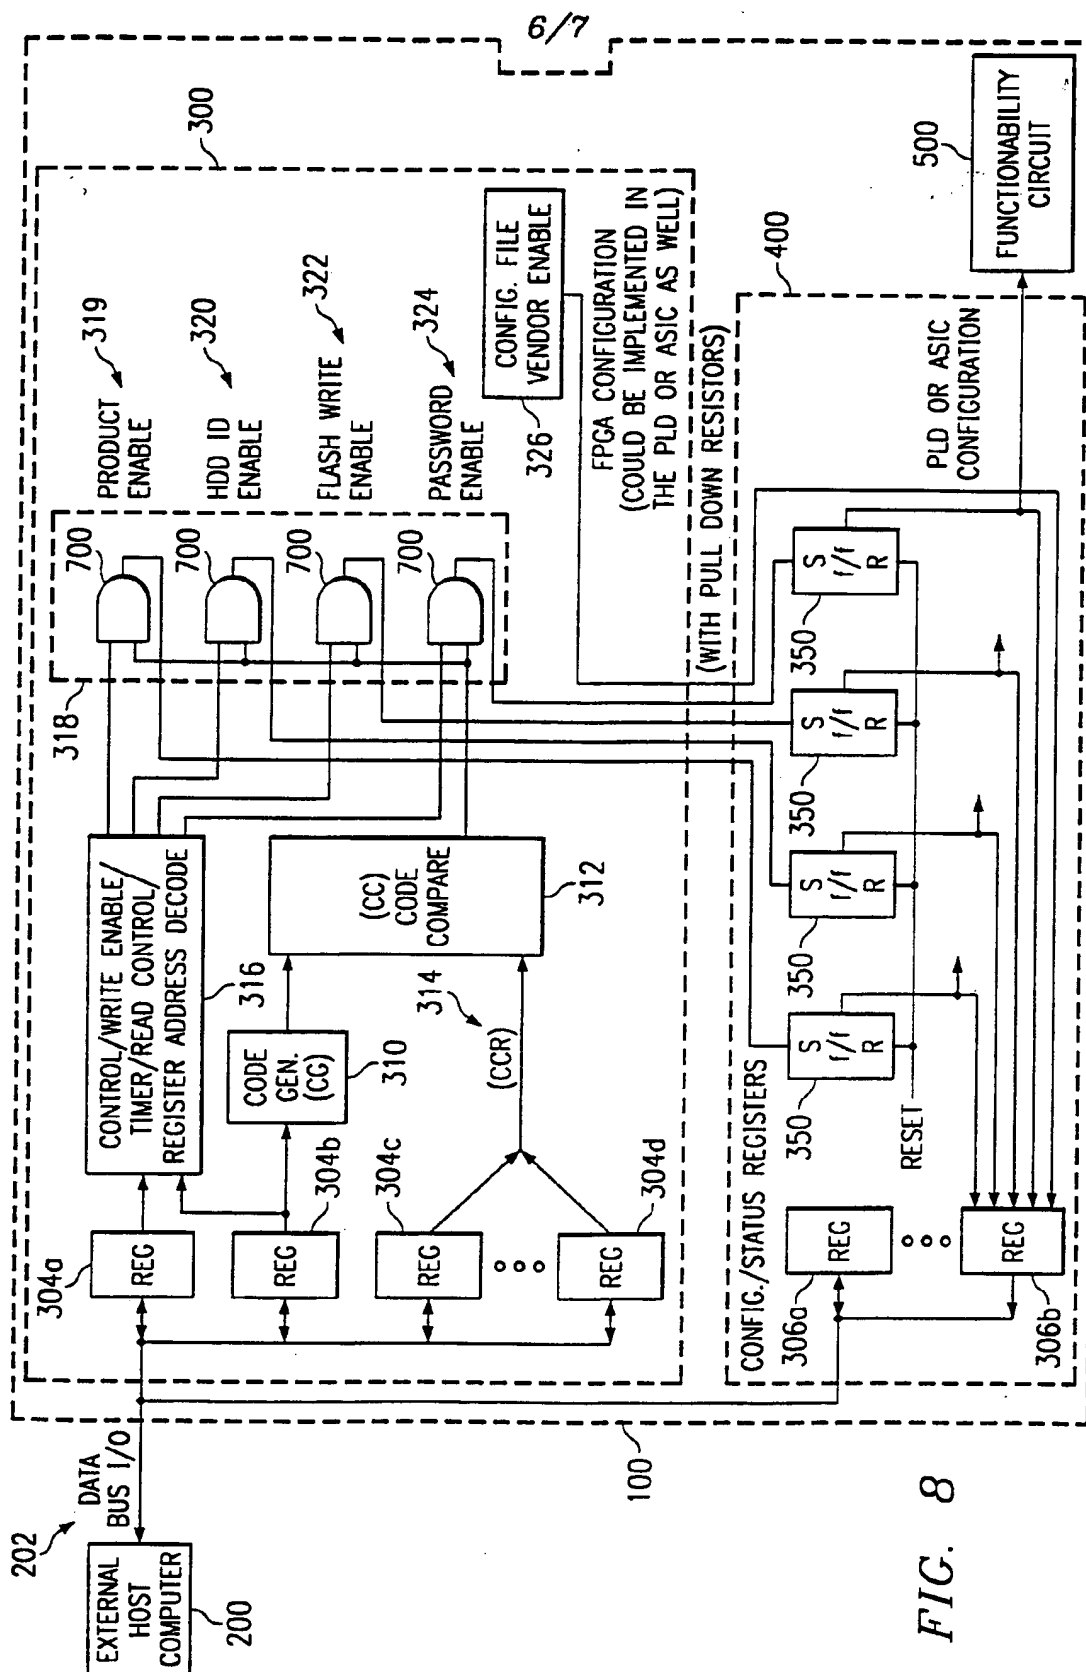 6/7
EXTERNAL
HOST
COMPUTER
200
202
DATA
BUS I/O
100
300
304a
REG
304b
REG
304c
REG
304d
REG
CONTROL/WRITE ENABLE/
TIMER/READ CONTROL/
REGISTER ADDRESS DECODE
316
CODE
GEN.
(CG)
310
(CCR)
314
(CC)
CODE
COMPARE
312
318
700
700
700
700
PRODUCT
ENABLE
319
HDD ID
ENABLE
320
FLASH WRITE
ENABLE
322
PASSWORD
ENABLE
324
CONFIG. FILE
VENDOR ENABLE
326
FPGA CONFIGURATION
(COULD BE IMPLEMENTED IN
THE PLD OR ASIC AS WELL)
(WITH PULL DOWN RESISTORS)
400
CONFIG./STATUS REGISTERS
306a
REG
REG
306b
RESET
350
S
f/f
R
350
S
f/f
R
350
S
f/f
R
350
S
f/f
R
PLD OR ASIC
CONFIGURATION
500
FUNCTIONABILITY
CIRCUIT
FIG. 8